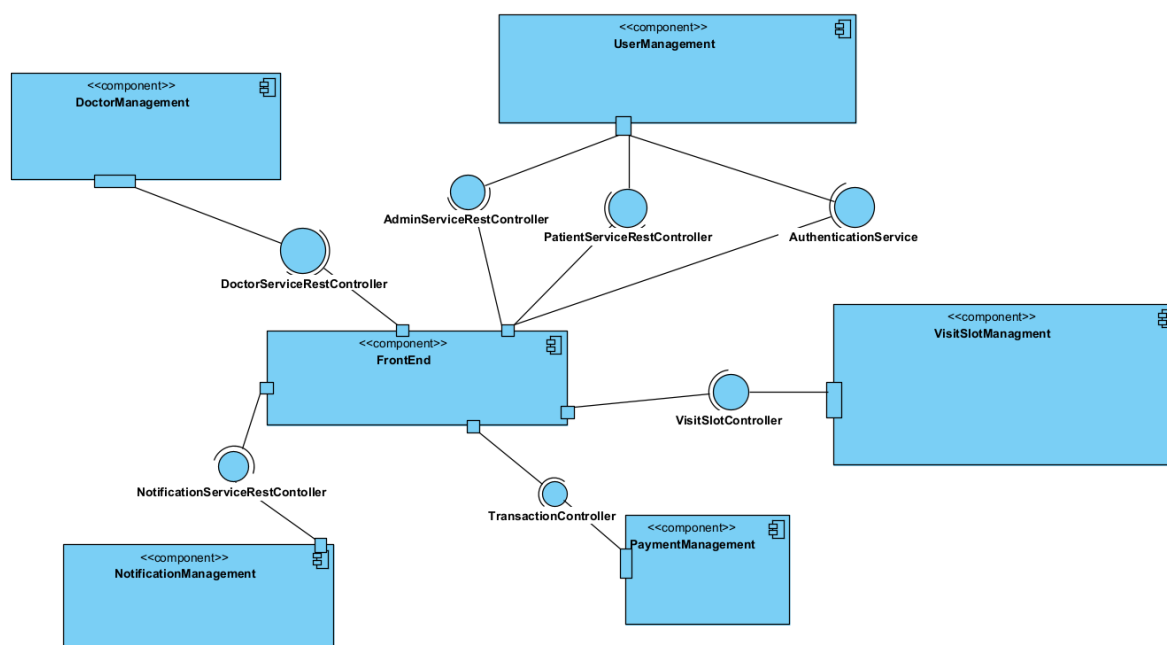 <<component>>
UserManagement
<<component>>
DoctorManagement
AdminServiceRestController
PatientServiceRestController
AuthenticationService
DoctorServiceRestController
<<component>>
FrontEnd
<<component>>
VisitSlotManagment
VisitSlotController
NotificationServiceRestContoller
TransactionController
<<component>>
PaymentManagement
<<component>>
NotificationManagement